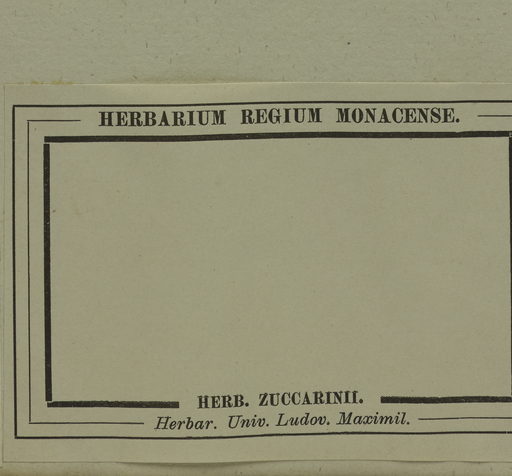 HERBARIUM REGIUM MONACENSE.
HERB. ZUCCARINII.
Herbar. Univ. Ludov. Maximil.